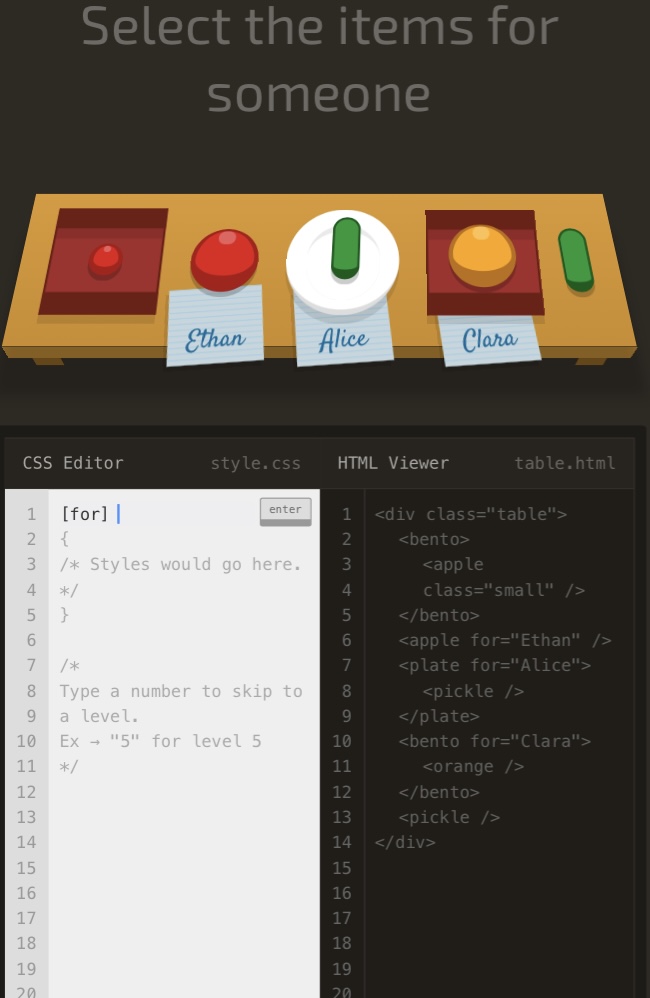 Select the items for
someone
Ethan
Alice
Clara
CSS Editor
style.css
HTML Viewer
table.html
1 [for]
enter
2 {
3 /* Styles would go here.
4 */
5 }
6
7 /*
8 Type a number to skip to
9 a level.
10 Ex → "5" for level 5
11 */
12
13
14
15
16
17
18
19
20
1 <div class="table">
2 <bento>
3 <apple
4 class="small" />
5 </bento>
6 <apple for="Ethan" />
7 <plate for="Alice">
8 <pickle />
9 </plate>
10 <bento for="Clara">
11 <orange />
12 </bento>
13 <pickle />
14 </div>
15
16
17
18
19
20